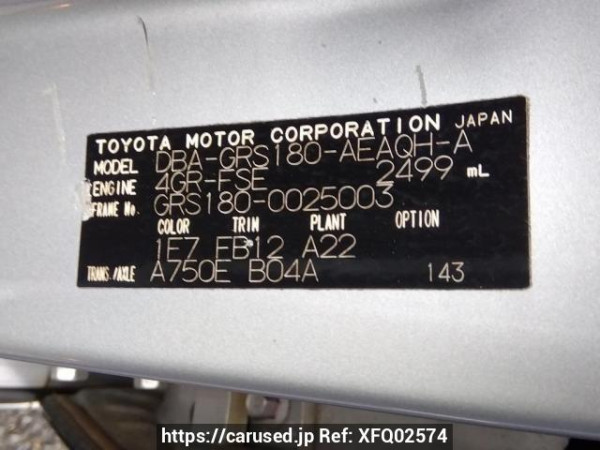 TOYOTA MOTOR CORPORATION JAPAN
MODEL DBA-GRS180-AEAQH-A
ENGINE 4GR-FSE 2499 mL
FRAME No. GRS180-0025003
COLOR TRIM PLANT OPTION
1E7 FB12 A22
TRANS./AXLE A750E B04A 143
https://carused.jp Ref: XFQ02574